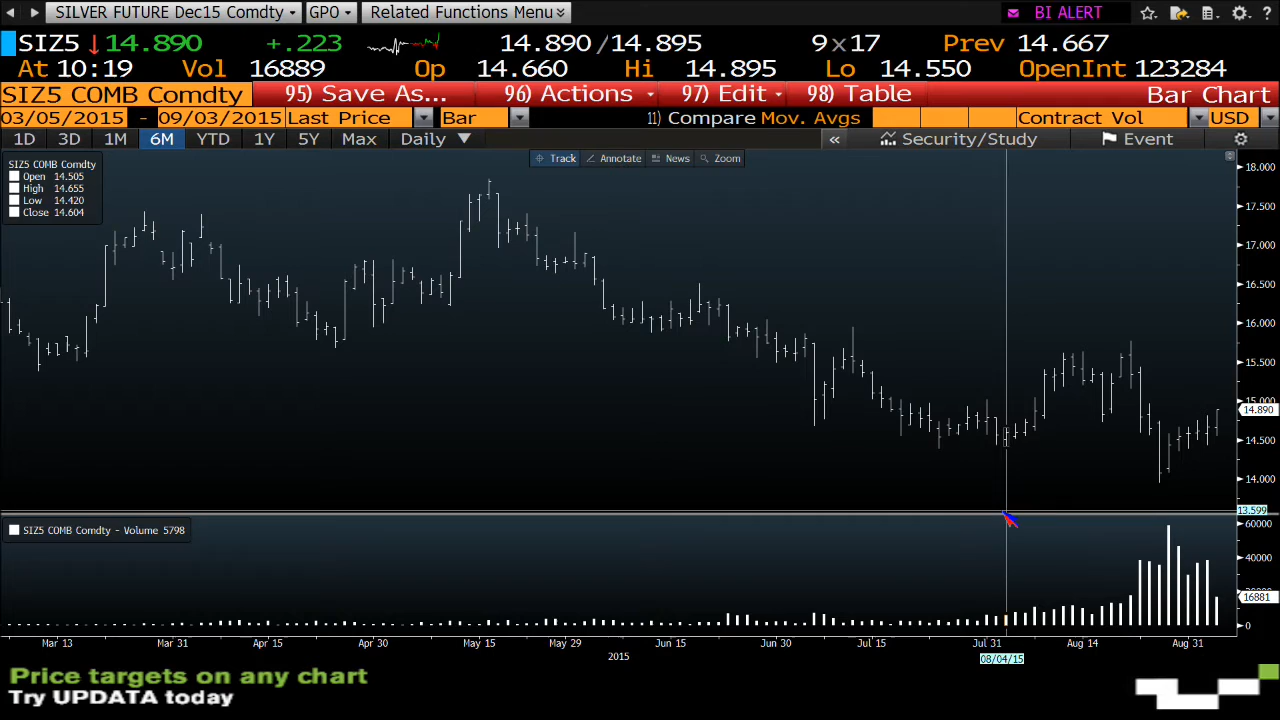 SILVER FUTURE Dec15 Comdty GPO Related Functions Menu BI ALERT ?
SIZ5 14.890 +.223 14.890 /14.895 9x17 Prev 14.667
At 10:19 Vol 16889 Op 14.660 Hi 14.895 Lo 14.550 OpenInt 123284
SIZ5 COMB Comdty 95) Save As... 96) Actions 97) Edit 98) Table Bar Chart
03/05/2015 - 09/03/2015 Last Price Bar 11) Compare Mov. Avgs Contract Vol USD
1D 3D 1M 6M YTD 1Y 5Y Max Daily « Security/Study Event
Track Annotate News Zoom
SIZ5 COMB Comdty
Open 14.505
High 14.655
Low 14.420
Close 14.604
18.000
17.500
17.000
16.500
16.000
15.500
15.000
14.890
14.500
14.000
13.599
SIZ5 COMB Comdty - Volume 5798
60000
40000
16881
Mar 13 Mar 31 Apr 15 Apr 30 May 15 May 29 Jun 15 Jun 30 Jul 15 Jul 31 Aug 14 Aug 31
2015 08/04/15
Price targets on any chart
Try UPDATA today